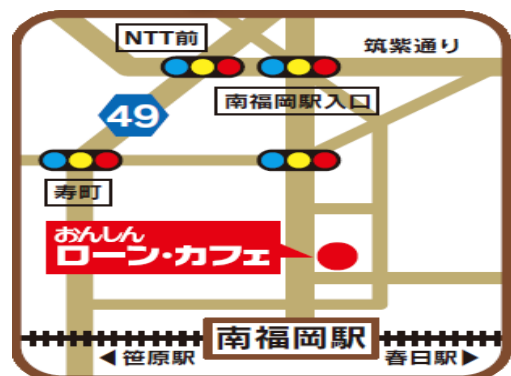 NTT前
筑紫通り
南福岡駅入口
49
寿町
おんしん
ローン・カフェ
南福岡駅
◀笹原駅
春日駅▶